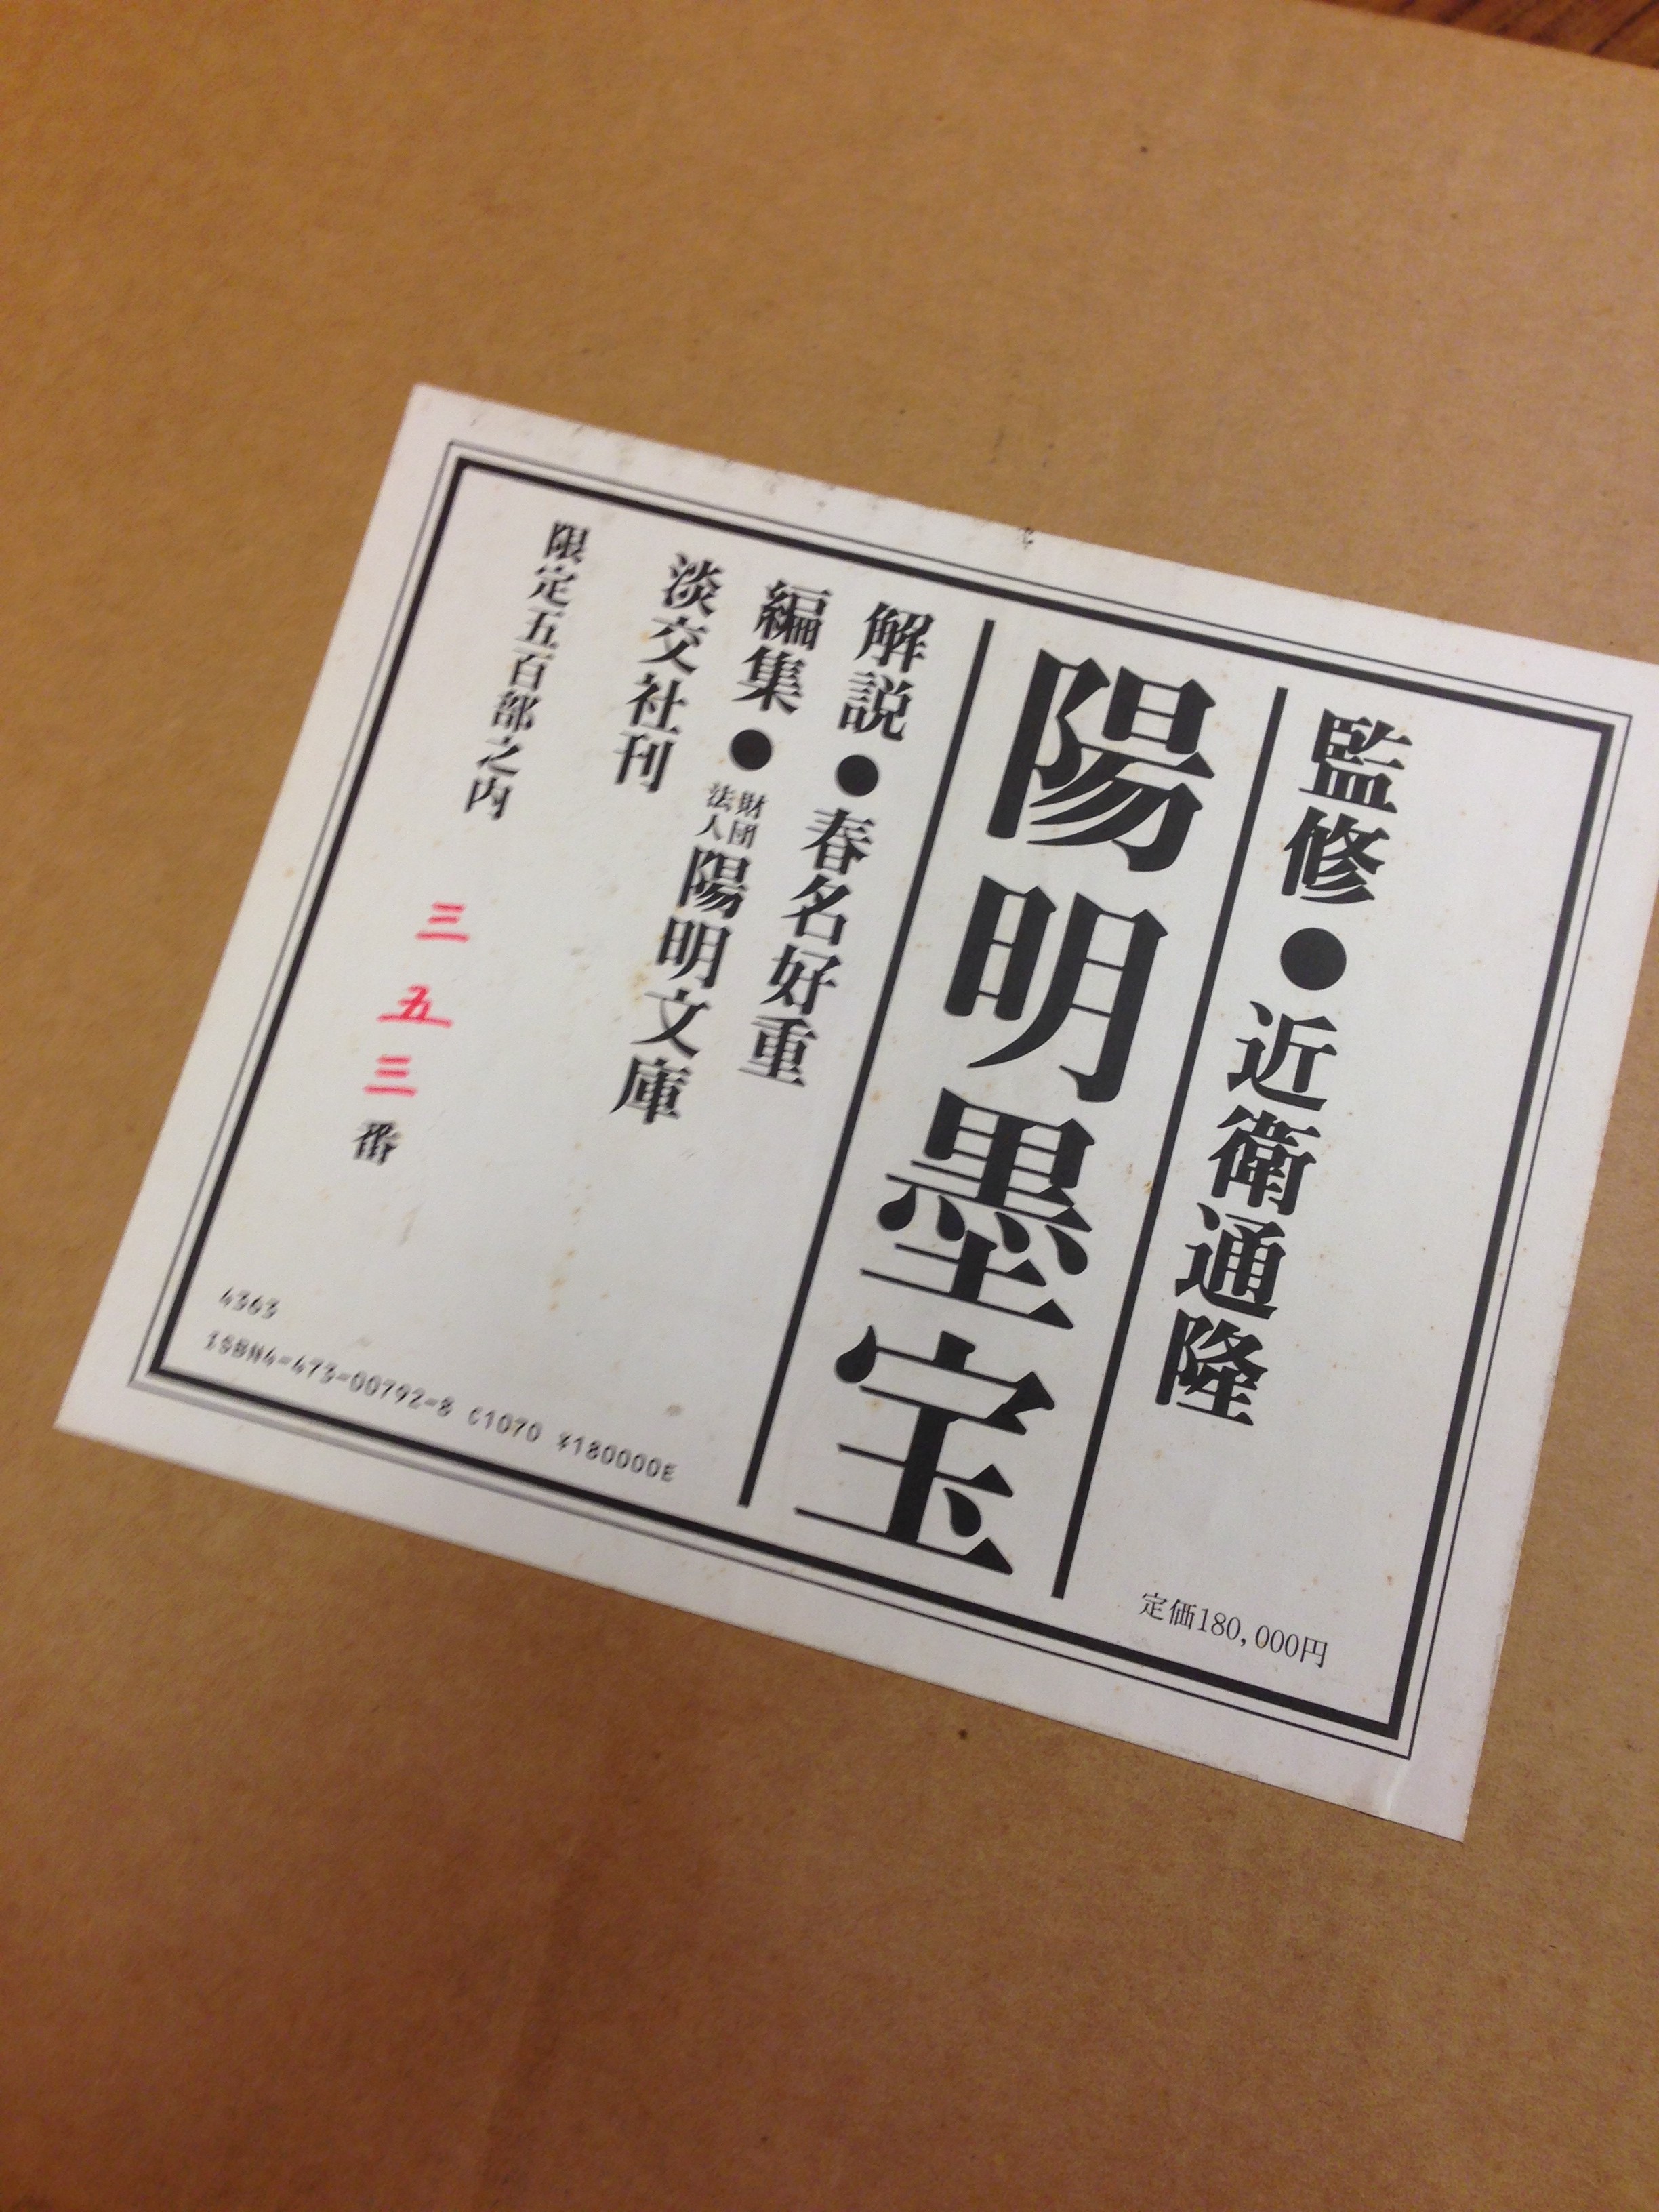 監修●近衛通隆
定価180,000円
陽明墨宝
解説●春名好重
編集●財団法人陽明文庫
淡交社刊
限定五百部之内
三五三番
4363
ISBN4-473-00792-8 C1070 ¥180000E